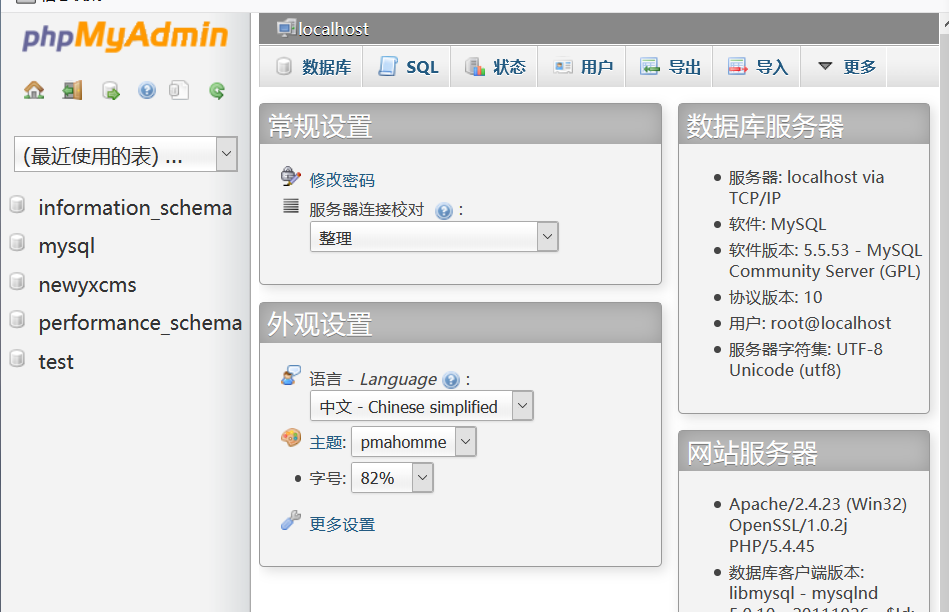 phpMyAdmin
(最近使用的表) ...
information_schema
mysql
newyxcms
performance_schema
test
localhost
数据库 SQL 状态 用户 导出 导入 更多
常规设置
修改密码
服务器连接校对 :
整理
外观设置
语言 - Language :
中文 - Chinese simplified
主题: pmahomme
字号: 82%
更多设置
数据库服务器
服务器: localhost via
TCP/IP
软件: MySQL
软件版本: 5.5.53 - MySQL
Community Server (GPL)
协议版本: 10
用户: root@localhost
服务器字符集: UTF-8
Unicode (utf8)
网站服务器
Apache/2.4.23 (Win32)
OpenSSL/1.0.2j
PHP/5.4.45
数据库客户端版本:
libmysql - mysqlnd